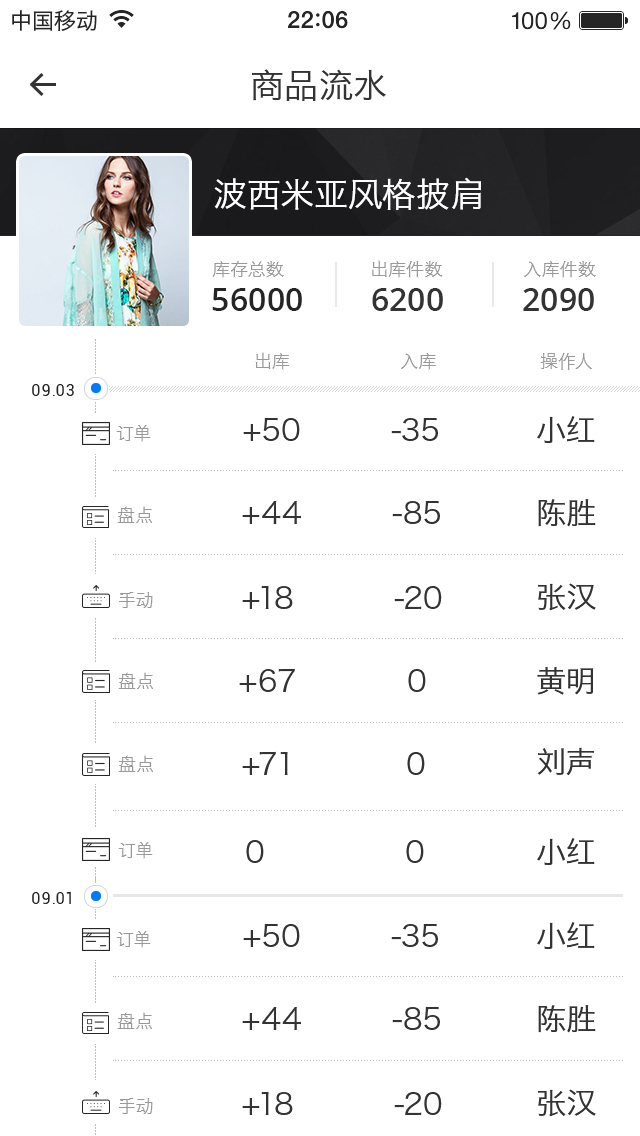 中国移动 22:06 100%
商品流水
波西米亚风格披肩
库存总数 出库件数 入库件数
56000 6200 2090
出库 入库 操作人
09.03
订单 +50 -35 小红
盘点 +44 -85 陈胜
手动 +18 -20 张汉
盘点 +67 0 黄明
盘点 +71 0 刘声
订单 0 0 小红
09.01
订单 +50 -35 小红
盘点 +44 -85 陈胜
手动 +18 -20 张汉